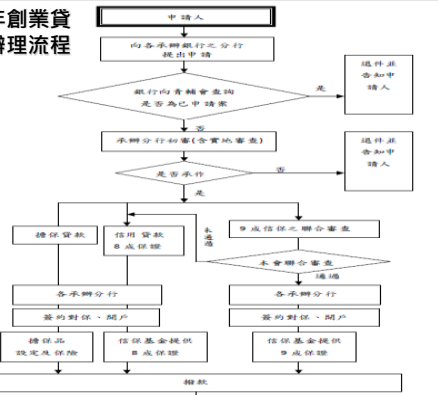 年創業貸
辦理流程
申請人
向各承辦銀行之分行
提出申請
銀行向青輔會查詢
是否為已申請案
是
退件並
告知申
請人
否
承辦分行初審(含實地審查)
是否承作
否
退件並
告知申
請人
是
擔保貸款
信用貸款
8成保證
未通過
9成信保之聯合審查
本會聯合審查
通過
各承辦分行
各承辦分行
簽約對保、開戶
簽約對保、開戶
擔保品
設定及保險
信保基金提供
8成保證
信保基金提供
9成保證
撥款